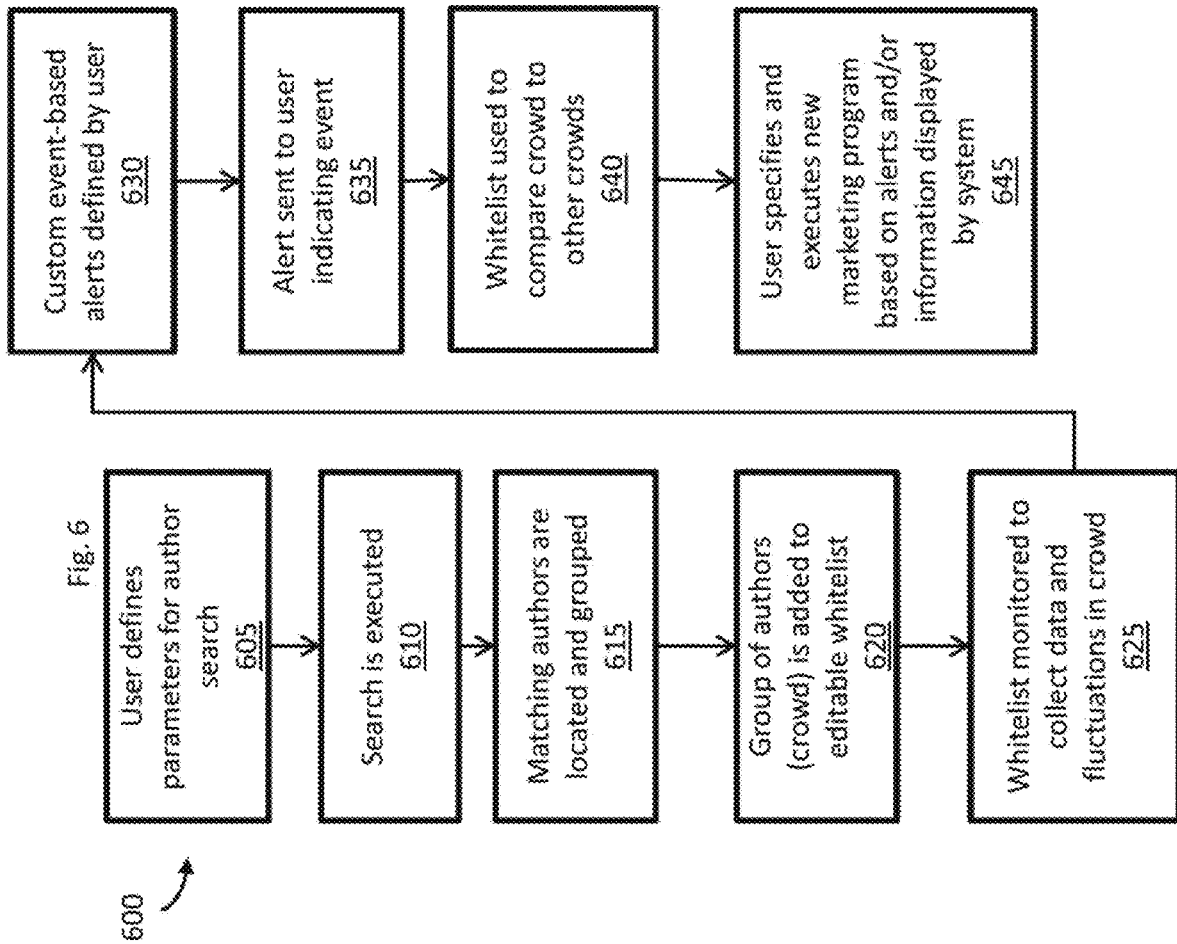 Fig. 6
600
User defines
parameters for author
search
605
Search is executed
610
Matching authors are
located and grouped
615
Group of authors
(crowd) is added to
editable whitelist
620
Whitelist monitored to
collect data and
fluctuations in crowd
625
Custom event-based
alerts defined by user
630
Alert sent to user
indicating event
635
Whitelist used to
compare crowd to
other crowds
640
User specifies and
executes new
marketing program
based on alerts and/or
information displayed
by system
645